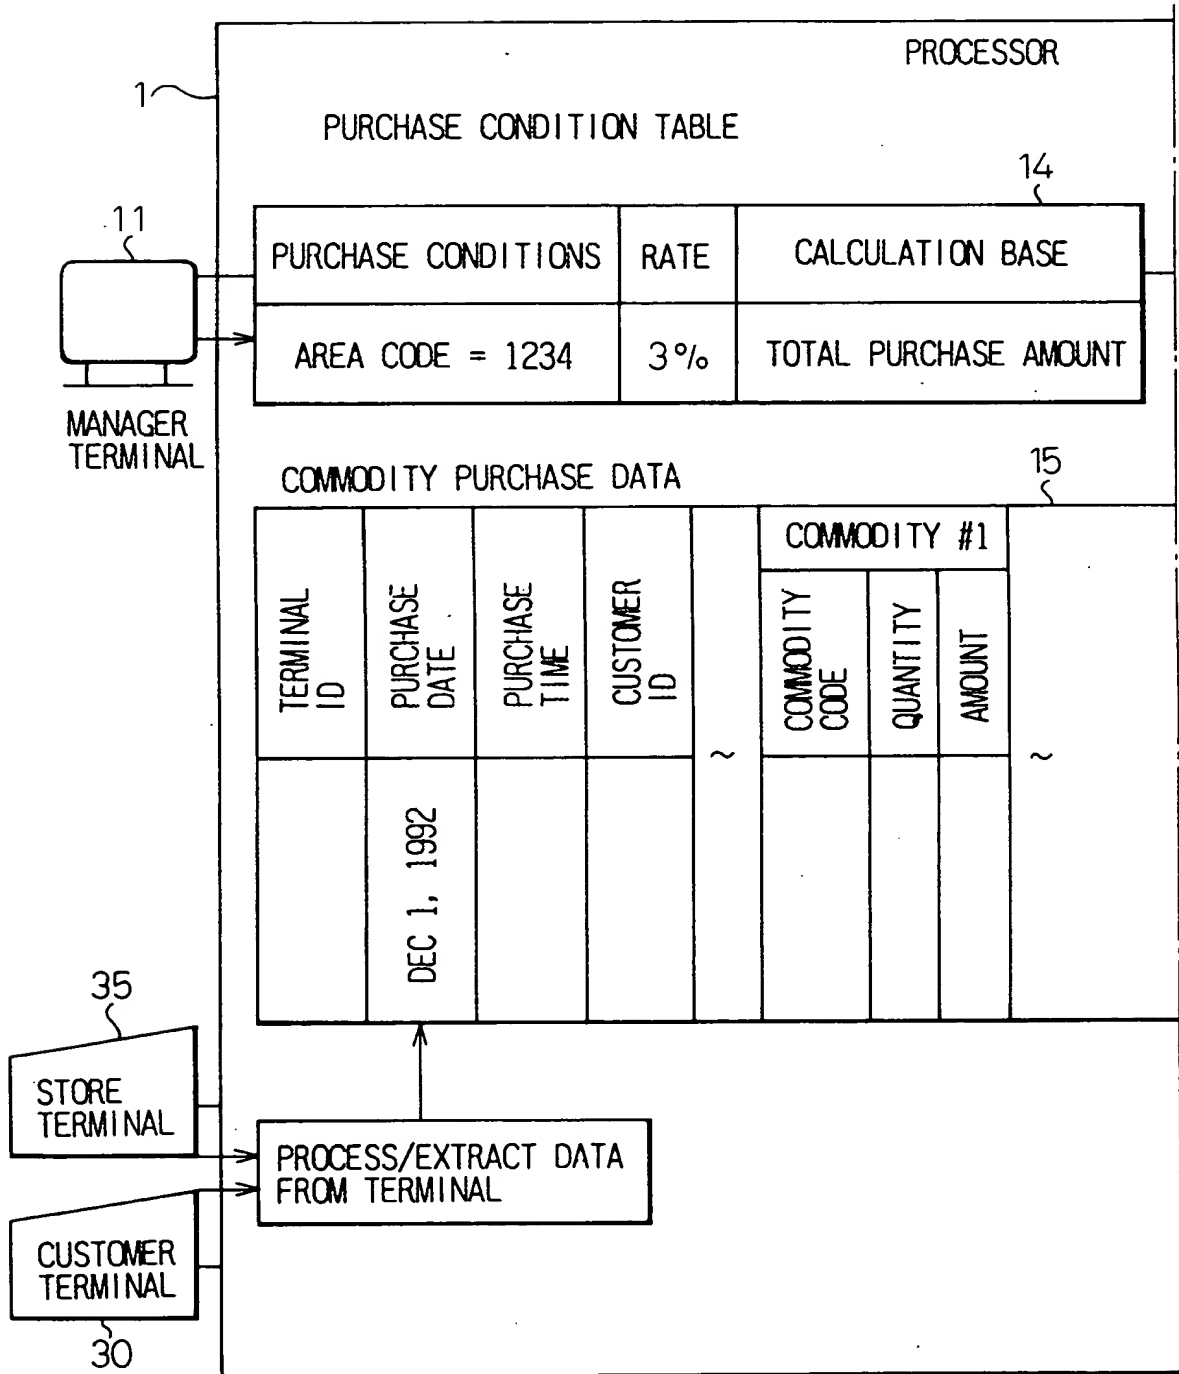 PROCESSOR
1
PURCHASE CONDITION TABLE
14
11
PURCHASE CONDITIONS
RATE
CALCULATION BASE
AREA CODE = 1234
3%
TOTAL PURCHASE AMOUNT
MANAGER
TERMINAL
COMMODITY PURCHASE DATA
15
TERMINAL
ID
PURCHASE
DATE
PURCHASE
TIME
CUSTOMER
ID
~
COMMODITY #1
COMMODITY
CODE
QUANTITY
AMOUNT
~
DEC 1, 1992
35
STORE
TERMINAL
PROCESS/EXTRACT DATA
FROM TERMINAL
CUSTOMER
TERMINAL
30